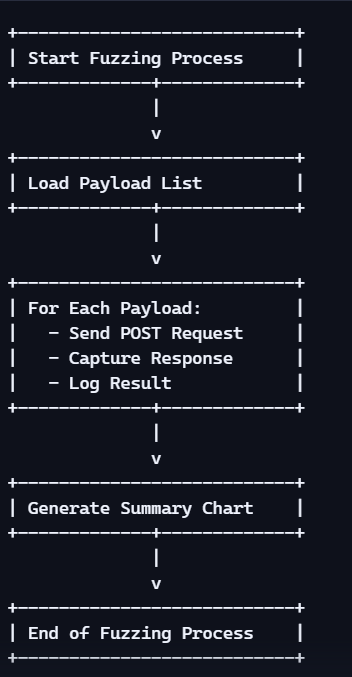 +---------------------------+
| Start Fuzzing Process     |
+-------------+-------------+
              |
              v
+---------------------------+
| Load Payload List         |
+-------------+-------------+
              |
              v
+---------------------------+
| For Each Payload:         |
|   - Send POST Request     |
|   - Capture Response      |
|   - Log Result            |
+-------------+-------------+
              |
              v
+---------------------------+
| Generate Summary Chart    |
+-------------+-------------+
              |
              v
+---------------------------+
| End of Fuzzing Process    |
+---------------------------+